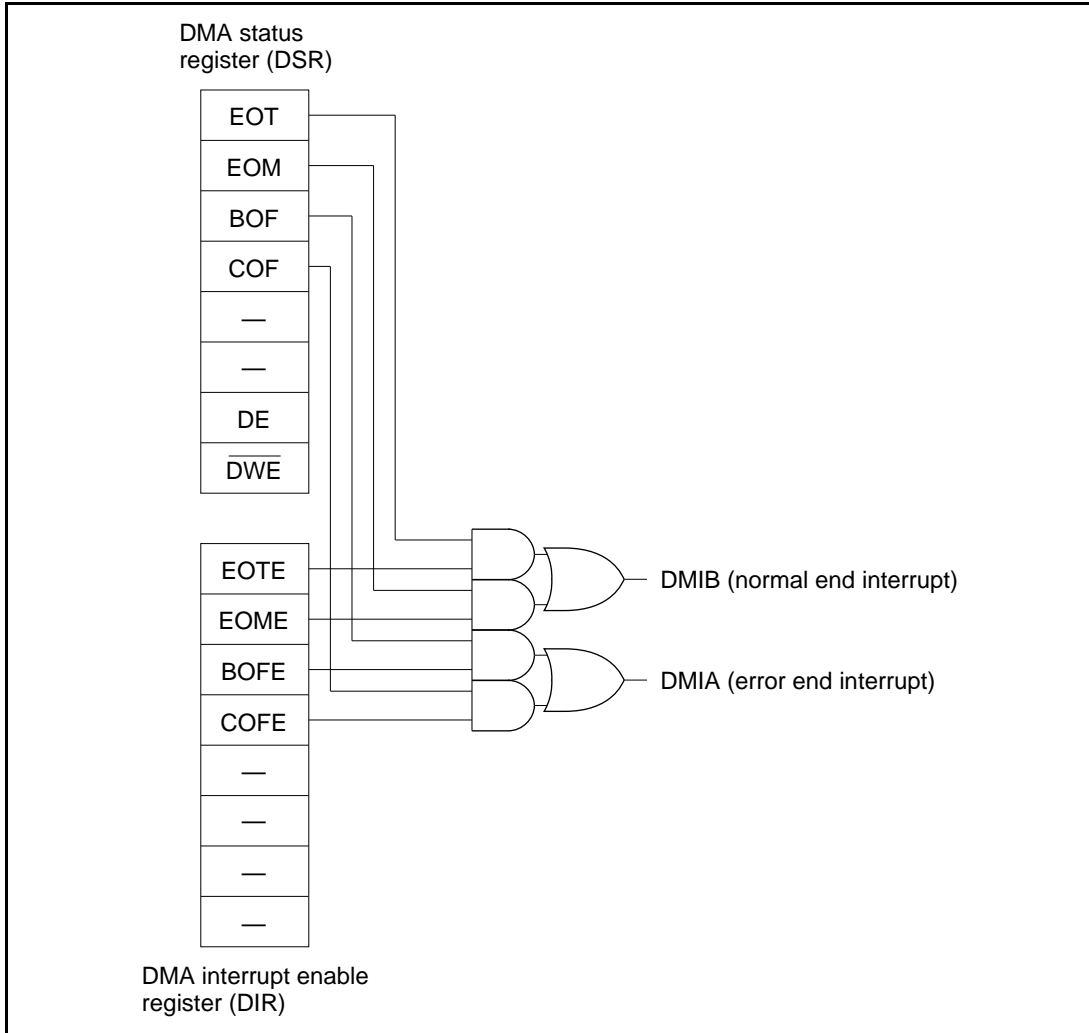 DMA status
register (DSR)
EOT
EOM
BOF
COF
—
—
DE
DWE
EOTE
EOME
BOFE
COFE
—
—
—
—
DMA interrupt enable
register (DIR)
DMIB (normal end interrupt)
DMIA (error end interrupt)